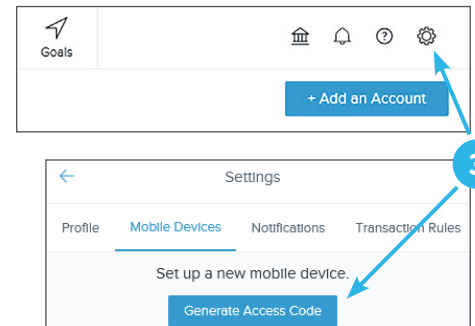 Goals
+ Add an Account
3
Settings
Profile
Mobile Devices
Notifications
Transaction Rules
Set up a new mobile device.
Generate Access Code